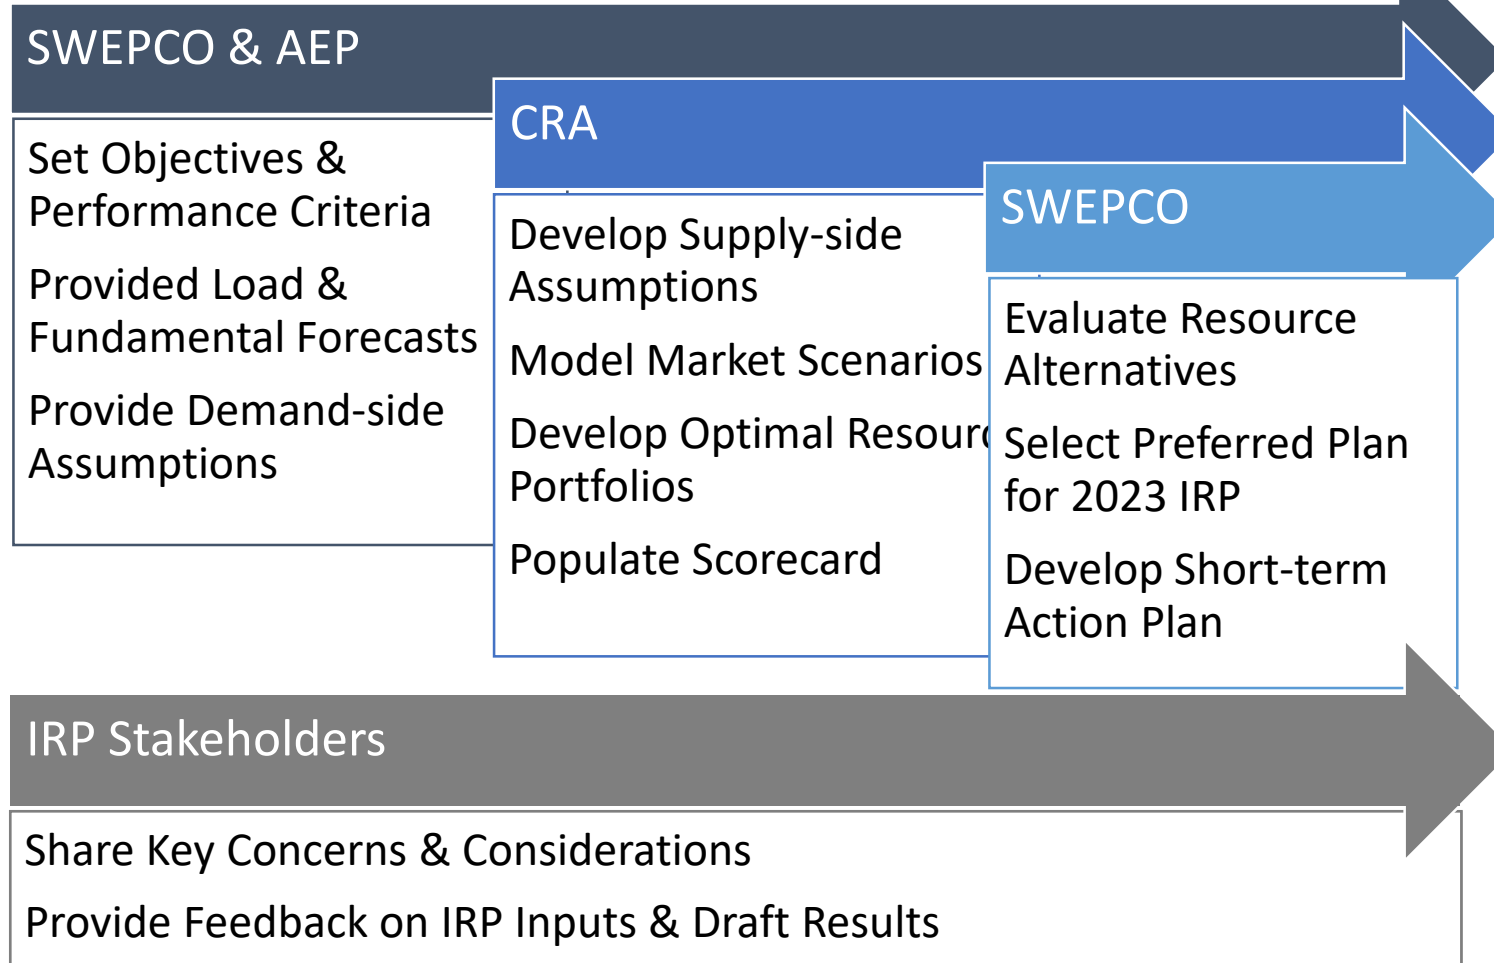 SWEPCO & AEP
Set Objectives &
Performance Criteria
Provided Load &
Fundamental Forecasts
Provide Demand-side
Assumptions
CRA
Develop Supply-side
Assumptions
Model Market Scenarios
Develop Optimal
Portfolios
Populate Scorecard
SWEPCO
Evaluate Resource
Alternatives
Select Preferred Plan
for 2023 IRP
Develop Short-term
Action Plan
IRP Stakeholders
Share Key Concerns & Considerations
Provide Feedback on IRP Inputs & Draft Results